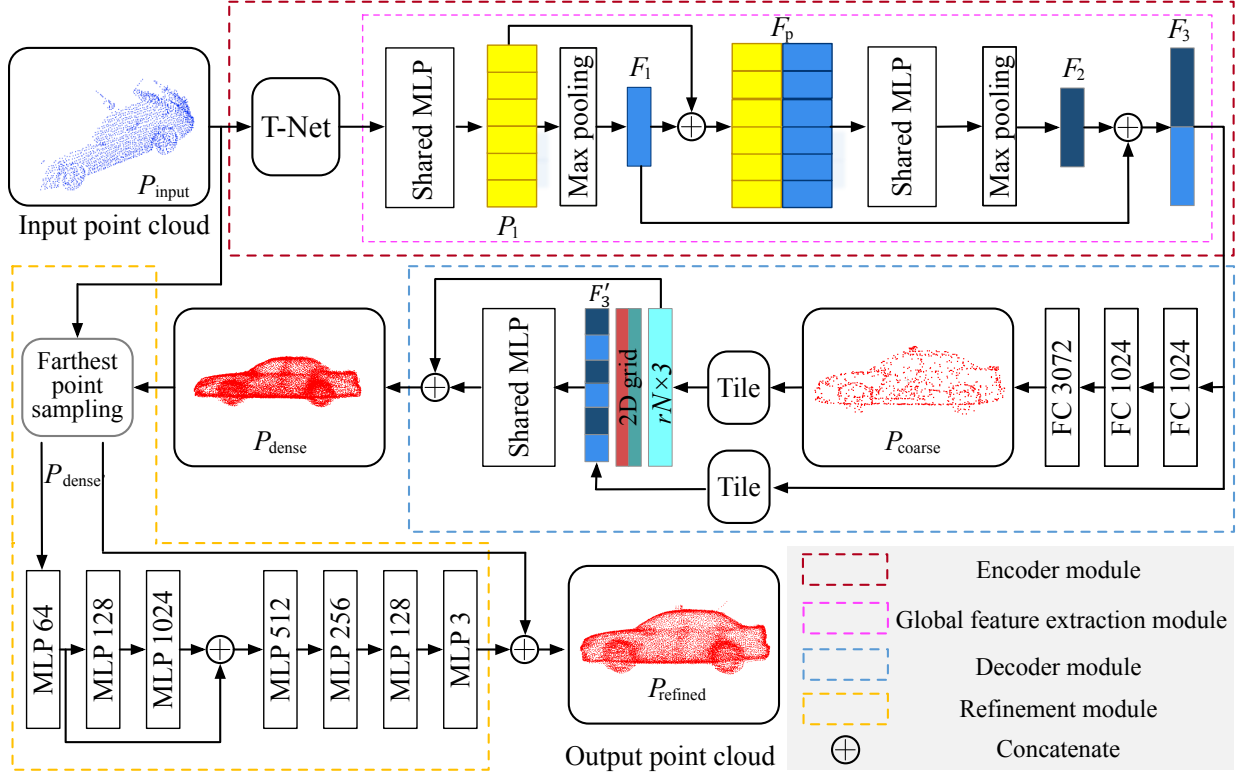 P_input
Input point cloud
T-Net
Shared MLP
P_1
Max pooling
F_1
F_p
Shared MLP
Max pooling
F_2
F_3
Farthest
point
sampling
P_dense'
P_dense
Shared MLP
F_3'
2D grid
rN×3
Tile
Tile
P_coarse
FC 3072
FC 1024
FC 1024
MLP 64
MLP 128
MLP 1024
MLP 512
MLP 256
MLP 128
MLP 3
P_refined
Output point cloud
Encoder module
Global feature extraction module
Decoder module
Refinement module
Concatenate